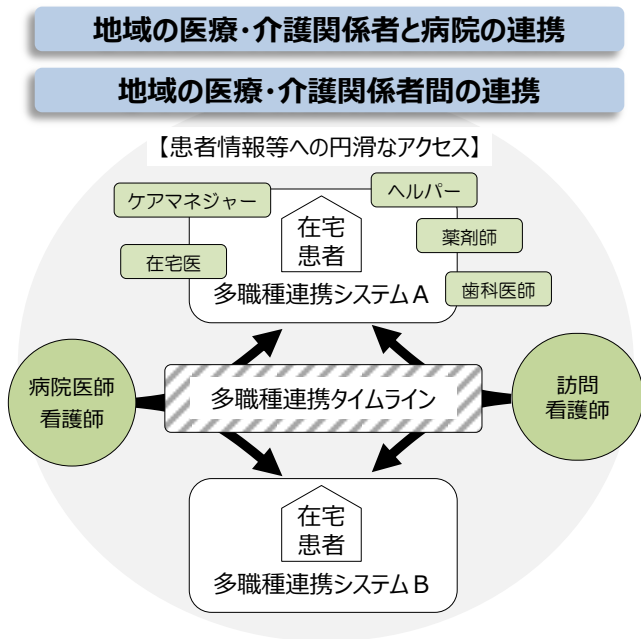 地域の医療・介護関係者と病院の連携
地域の医療・介護関係者間の連携
【患者情報等への円滑なアクセス】
ケアマネジャー
ヘルパー
在宅
患者
薬剤師
在宅医
多職種連携システムA
歯科医師
病院医師
看護師
多職種連携タイムライン
訪問
看護師
在宅
患者
多職種連携システムB